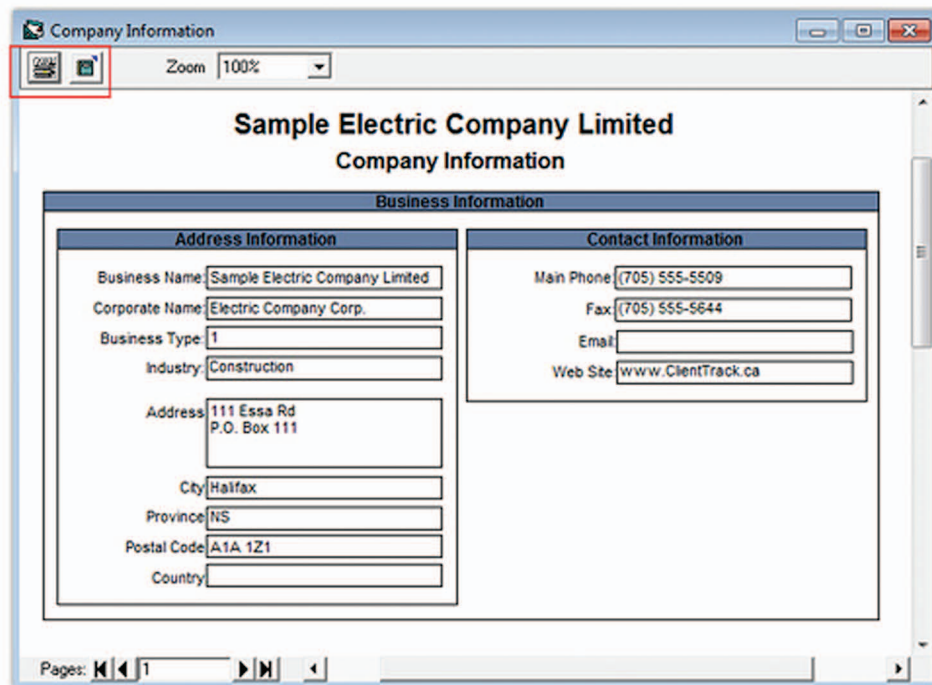 Company Information
Zoom 100%
Sample Electric Company Limited
Company Information
Business Information
Address Information
Business Name: Sample Electric Company Limited
Corporate Name: Electric Company Corp.
Business Type: 1
Industry: Construction
Address 111 Essa Rd
P.O. Box 111
City Halifax
Province NS
Postal Code A1A 1Z1
Country
Contact Information
Main Phone: (705) 555-5509
Fax: (705) 555-5644
Email:
Web Site: www.ClientTrack.ca
Pages: 1